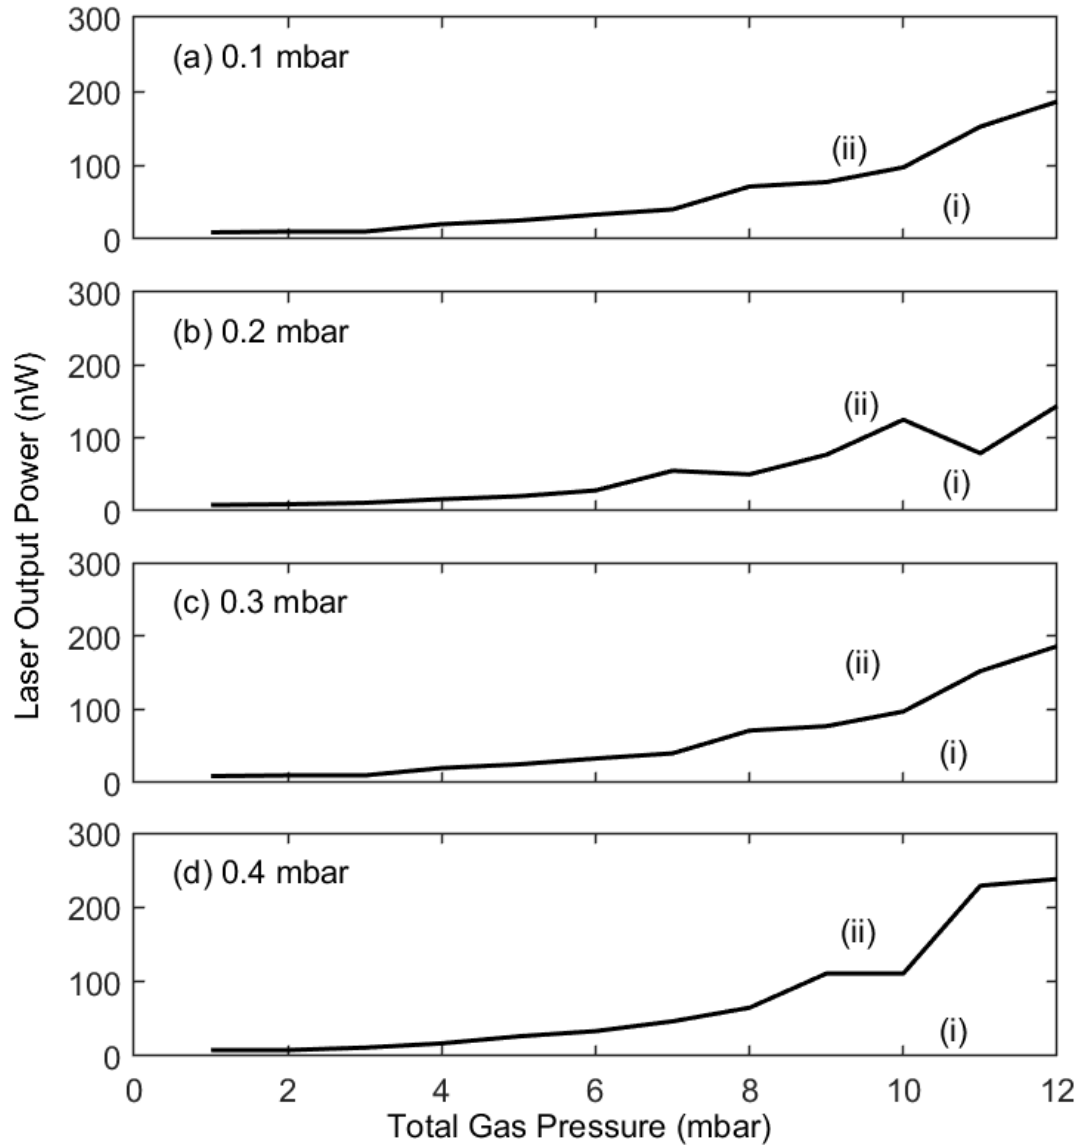 300
(a) 0.1 mbar
200
(ii)
100
(i)
0
300
(b) 0.2 mbar
200
(ii)
100
(i)
0
Laser Output Power (nW)
300
(c) 0.3 mbar
200
(ii)
100
(i)
0
300
(d) 0.4 mbar
200
(ii)
100
(i)
0
0 2 4 6 8 10 12
Total Gas Pressure (mbar)